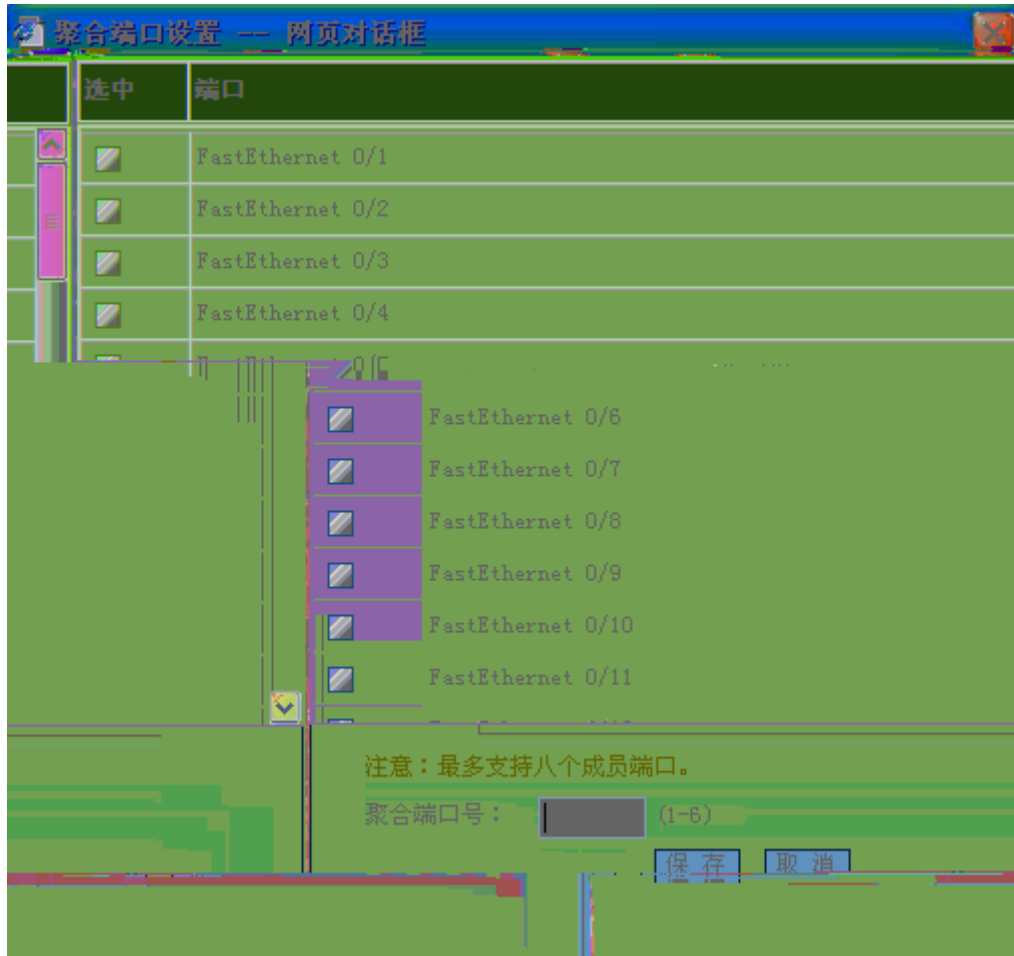 聚合端口设置 -- 网页对话框
选中 端口
FastEthernet 0/1
FastEthernet 0/2
FastEthernet 0/3
FastEthernet 0/4
FastEthernet 0/6
FastEthernet 0/7
FastEthernet 0/8
FastEthernet 0/9
FastEthernet 0/10
FastEthernet 0/11
注意：最多支持八个成员端口。
聚合端口号： (1-6)
保 存 取 消